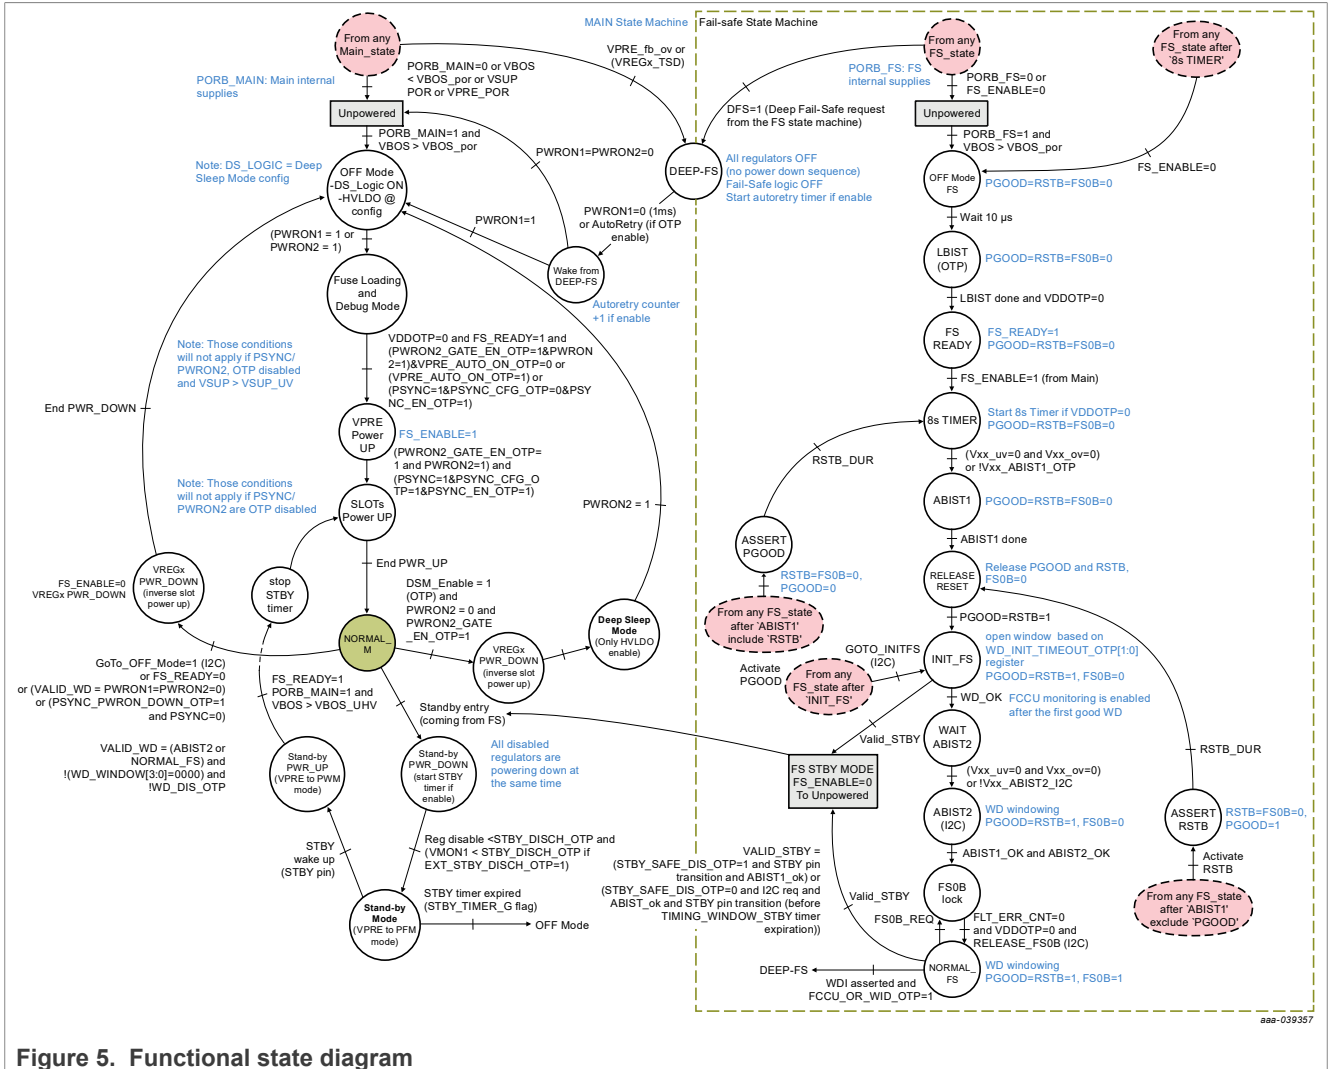 MAIN State Machine
Fail-safe State Machine
From any
Main_state
VPRE_fb_ov or
(VREGx_TSD)
From any
FS_state
From any
FS_state after
'8s TIMER'
PORB_MAIN: Main internal
supplies
PORB_MAIN=0 or VBOS
< VBOS_por or VSUP
POR or VPRE_POR
PORB_FS: FS
internal supplies
PORB_FS=0 or
FS_ENABLE=0
Unpowered
DFS=1 (Deep Fail-Safe request
from the FS state machine)
Unpowered
PORB_MAIN=1 and
VBOS > VBOS_por
PWRON1=PWRON2=0
PORB_FS=1 and
VBOS > VBOS_por
FS_ENABLE=0
Note: DS_LOGIC = Deep
Sleep Mode config
OFF Mode
-DS_Logic ON
-HVLDO @
config
DEEP-FS
All regulators OFF
(no power down sequence)
Fail-Safe logic OFF
Start autoretry timer if enable
OFF Mode
FS
PGOOD=RSTB=FS0B=0
PWRON1=1
PWRON1=0 (1ms)
or AutoRetry (if OTP
enable)
Wait 10 µs
(PWRON1 = 1 or
PWRON2 = 1)
LBIST
(OTP)
PGOOD=RSTB=FS0B=0
Wake from
DEEP-FS
Fuse Loading
and
Debug Mode
Autoretry counter
+1 if enable
LBIST done and VDDOTP=0
FS
READY
FS_READY=1
PGOOD=RSTB=FS0B=0
Note: Those conditions
will not apply if PSYNC/
PWRON2, OTP disabled
and VSUP > VSUP_UV
VDDOTP=0 and FS_READY=1 and
(PWRON2_GATE_EN_OTP=1&PWRON
2=1)&VPRE_AUTO_ON_OTP=0 or
(VPRE_AUTO_ON_OTP=1) or
(PSYNC=1&PSYNC_CFG_OTP=0&PSY
NC_EN_OTP=1)
FS_ENABLE=1 (from Main)
End PWR_DOWN
8s TIMER
Start 8s Timer if VDDOTP=0
PGOOD=RSTB=FS0B=0
VPRE
Power
UP
FS_ENABLE=1
RSTB_DUR
(Vxx_uv=0 and Vxx_ov=0)
or !Vxx_ABIST1_OTP
(PWRON2_GATE_EN_OTP=
1 and PWRON2=1) and
(PSYNC=1&PSYNC_CFG_O
TP=1&PSYNC_EN_OTP=1)
Note: Those conditions
will not apply if PSYNC/
PWRON2 are OTP disabled
SLOTs
Power UP
PWRON2 = 1
ABIST1
PGOOD=RSTB=FS0B=0
ASSERT
PGOOD
ABIST1 done
End PWR_UP
VREGx
PWR_DOWN
(inverse slot
power up)
FS_ENABLE=0
VREGx PWR_DOWN
stop
STBY
timer
DSM_Enable = 1
(OTP) and
PWRON2 = 0 and
PWRON2_GATE
_EN_OTP=1
RSTB=FS0B=0,
PGOOD=0
RELEASE
RESET
Release PGOOD and RSTB,
FS0B=0
Deep Sleep
Mode
(Only HVLDO
enable)
From any FS_state
after 'ABIST1'
include 'RSTB'
PGOOD=RSTB=1
NORMAL_
M
VREGx
PWR_DOWN
(inverse slot
power up)
GOTO_INITFS
(I2C)
INIT_FS
open window based on
WD_INIT_TIMEOUT_OTP[1:0]
register
PGOOD=RSTB=1, FS0B=0
GoTo_OFF_Mode=1 (I2C)
or FS_READY=0
or (VALID_WD = PWRON1=PWRON2=0)
or (PSYNC_PWRON_DOWN_OTP=1
and PSYNC=0)
FS_READY=1
PORB_MAIN=1 and
VBOS > VBOS_UHV
Activate
PGOOD
From any
FS_state after
'INIT_FS'
WD_OK
FCCU monitoring is enabled
after the first good WD
Standby entry
(coming from FS)
Valid_STBY
WAIT
ABIST2
VALID_WD = (ABIST2 or
NORMAL_FS) and
!(WD_WINDOW[3:0]=0000) and
!WD_DIS_OTP
Stand-by
PWR_UP
(VPRE to PWM
mode)
Stand-by
PWR_DOWN
(start STBY
timer if
enable)
All disabled
regulators are
powering down at
the same time
FS STBY MODE
FS_ENABLE=0
To Unpowered
(Vxx_uv=0 and Vxx_ov=0)
or !Vxx_ABIST2_I2C
RSTB_DUR
ABIST2
(I2C)
WD windowing
PGOOD=RSTB=1, FS0B=0
ASSERT
RSTB
RSTB=FS0B=0,
PGOOD=1
STBY
wake up
(STBY pin)
Reg disable <STBY_DISCH_OTP and
(VMON1 < STBY_DISCH_OTP if
EXT_STBY_DISCH_OTP=1)
VALID_STBY =
(STBY_SAFE_DIS_OTP=1 and STBY pin
transition and ABIST1_ok) or
(STBY_SAFE_DIS_OTP=0 and I2C req and
ABIST_ok and STBY pin transition (before
TIMING_WINDOW_STBY timer
expiration))
ABIST1_OK and ABIST2_OK
Activate
RSTB
Valid_STBY
FS0B
lock
From any FS_state
after 'ABIST1'
exclude 'PGOOD'
Stand-by
Mode
(VPRE to PFM
mode)
STBY timer expired
(STBY_TIMER_G flag)
OFF Mode
FS0B_REQ
FLT_ERR_CNT=0
and VDDOTP=0 and
RELEASE_FS0B (I2C)
DEEP-FS
WDI asserted and
FCCU_OR_WID_OTP=1
NORMAL_
FS
WD windowing
PGOOD=RSTB=1, FS0B=1
aaa-039357
Figure 5. Functional state diagram